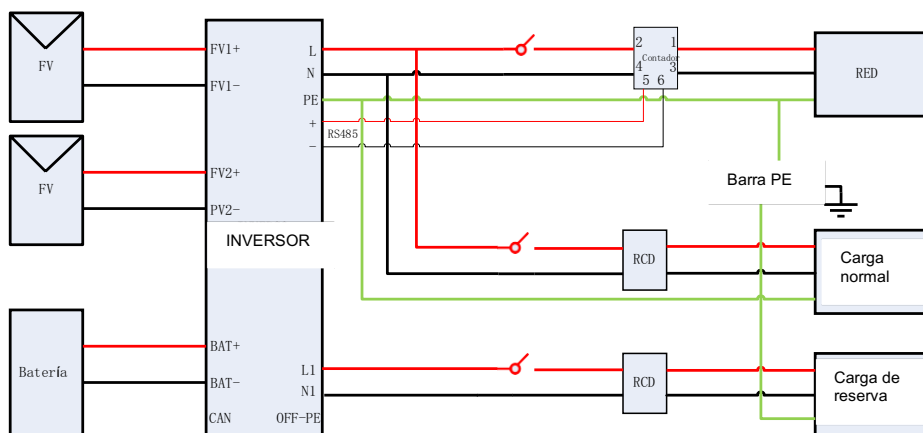 FV
FV
Batería
FV1+
FV1-
FV2+
PV2-
INVERSOR
BAT+
BAT-
CAN
L
N
PE
+
RS485
-
L1
N1
OFF-PE
2 1
Contador
4 3
5 6
RED
Barra PE
RCD
Carga
normal
RCD
Carga de
reserva